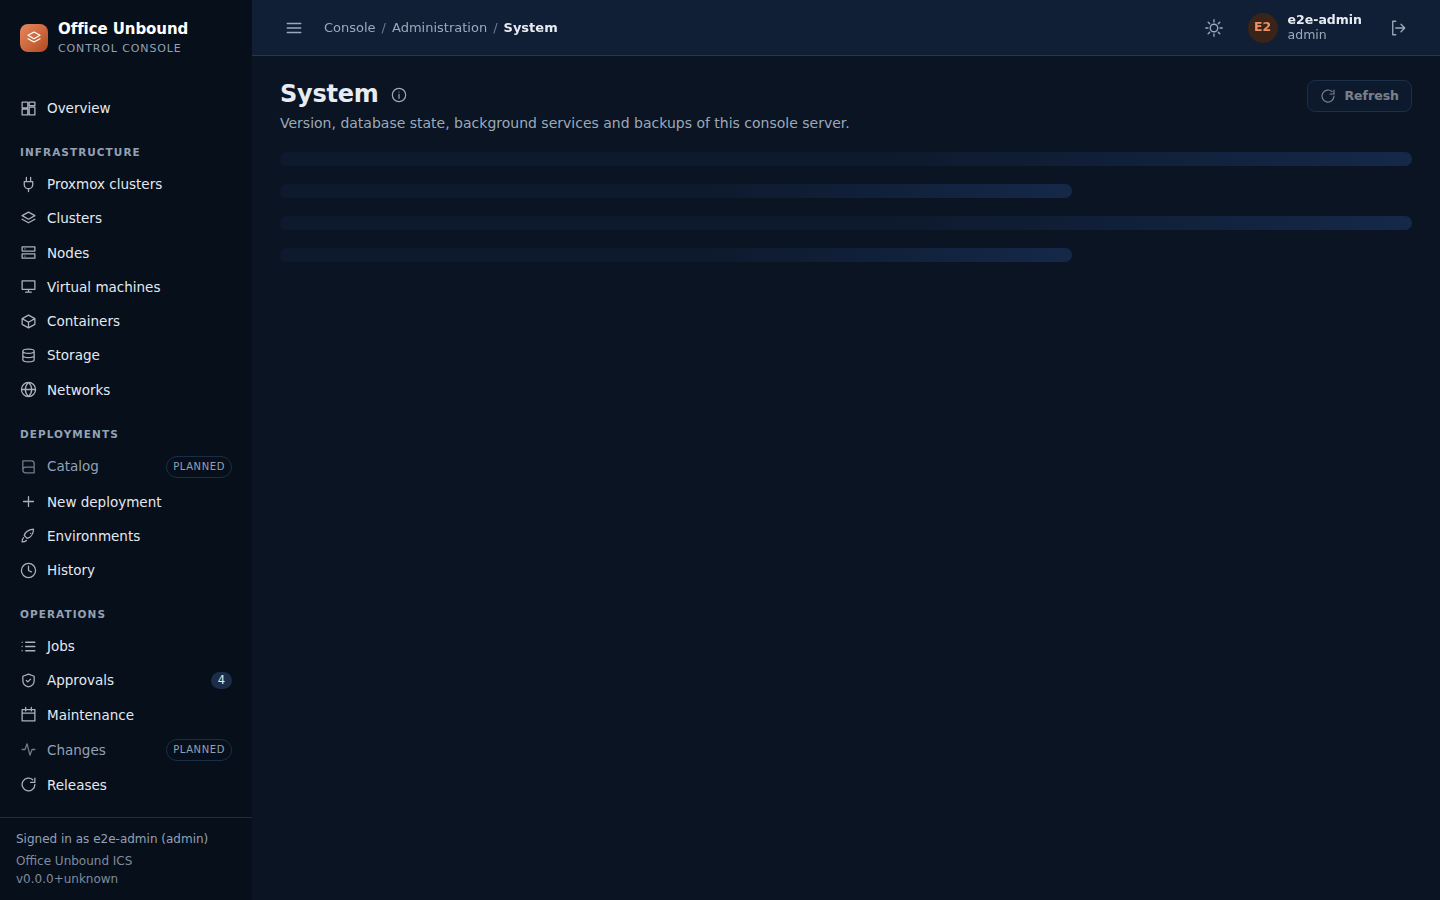 Office Unbound
CONTROL CONSOLE
Overview
INFRASTRUCTURE
Proxmox clusters
Clusters
Nodes
Virtual machines
Containers
Storage
Networks
DEPLOYMENTS
Catalog PLANNED
New deployment
Environments
History
OPERATIONS
Jobs
Approvals 4
Maintenance
Changes PLANNED
Releases
Signed in as e2e-admin (admin)
Office Unbound ICS
v0.0.0+unknown
Console / Administration / System
E2
e2e-admin
admin
System
Refresh
Version, database state, background services and backups of this console server.